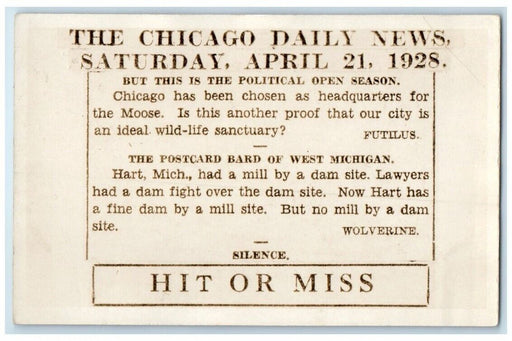 THE CHICAGO DAILY NEWS,
SATURDAY, APRIL 21, 1928.
BUT THIS IS THE POLITICAL OPEN SEASON.
Chicago has been chosen as headquarters for
the Moose. Is this another proof that our city is
an ideal wild-life sanctuary?
FUTILUS.
THE POSTCARD BARD OF WEST MICHIGAN.
Hart, Mich., had a mill by a dam site. Lawyers
had a dam fight over the dam site. Now Hart has
a fine dam by a mill site. But no mill by a dam
site.
WOLVERINE.
SILENCE,
HIT OR MISS